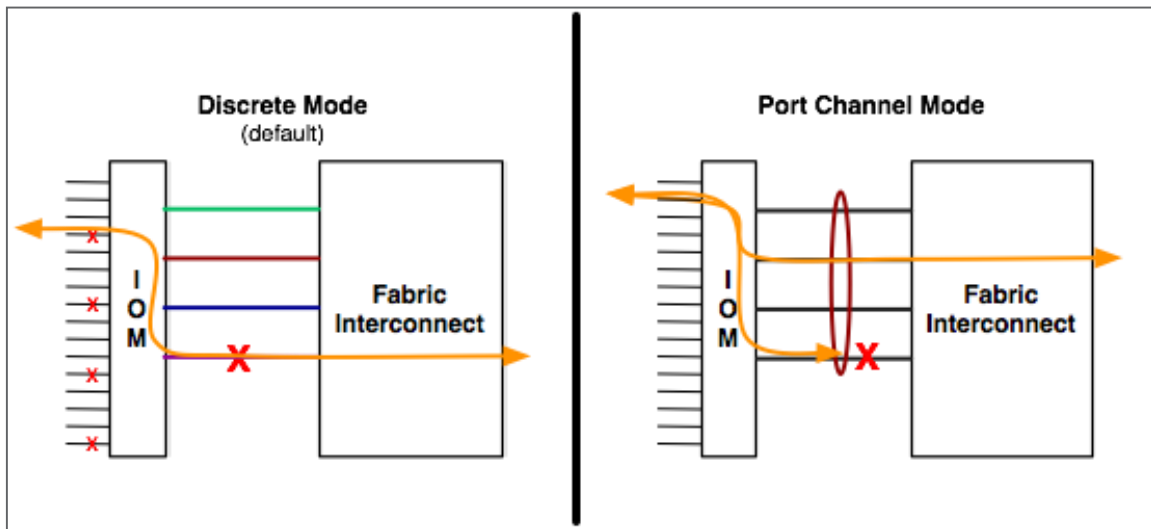 Discrete Mode
(default)
I
O
M
Fabric
Interconnect
X
X
X
X
X
Port Channel Mode
I
O
M
Fabric
Interconnect
X